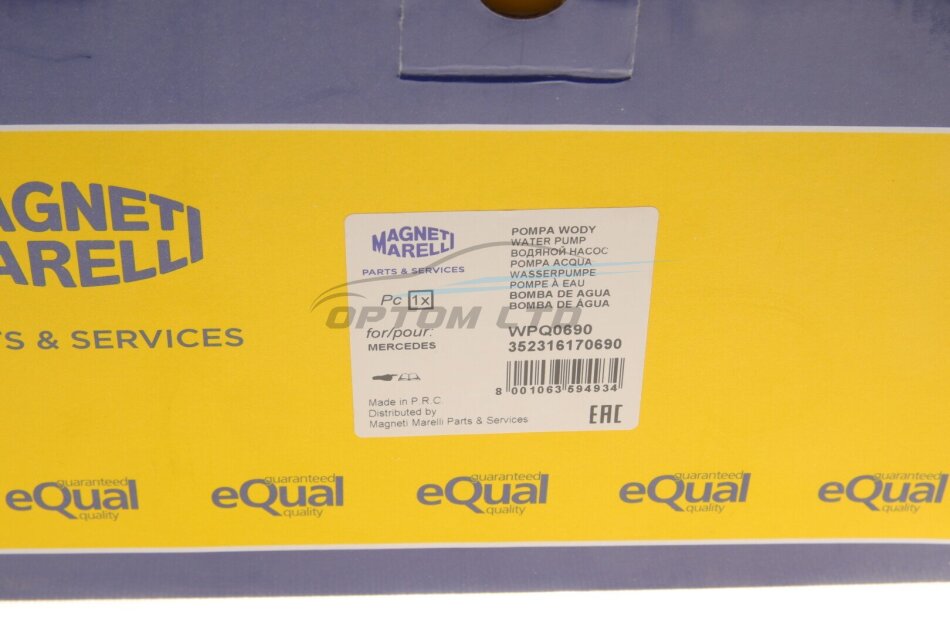 AGNETI
MARELLI
TS & SERVICES
MAGNETI
MARELLI
PARTS & SERVICES
Pc 1x
for/pour:
MERCEDES
Made in P.R.C.
Distributed by
Magneti Marelli Parts & Services
POMPA WODY
WATER PUMP
ВОДЯНОЙ НАСОС
POMPA ACQUA
WASSERPUMPE
POMPE À EAU
BOMBA DE AGUA
BOMBA DE ÁGUA
WPQ0690
352316170690
8 001063 594934
EAC
OPTOM LTD
guaranteed
eQual
quality
guaranteed
eQual
quality
guaranteed
eQual
quality
guaranteed
eQual
quality
guaranteed
eQual
quality